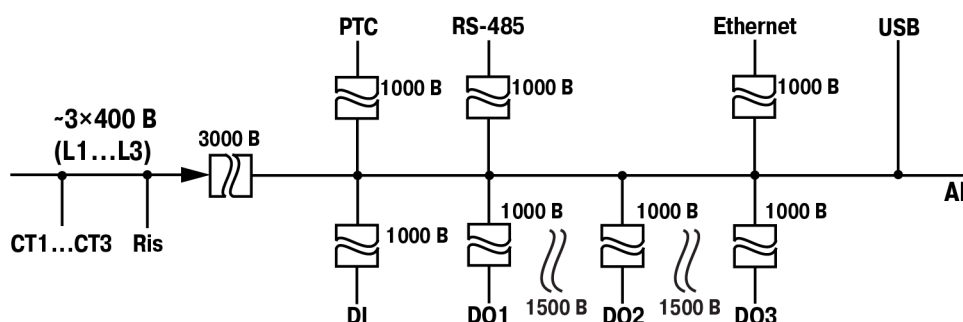 PTC RS-485 Ethernet USB
1000 В 1000 В 1000 В
~3×400 В
(L1...L3)
3000 В
CT1...CT3 Ris
1000 В 1000 В 1000 В 1000 В
1500 В 1500 В
DI DO1 DO2 DO3